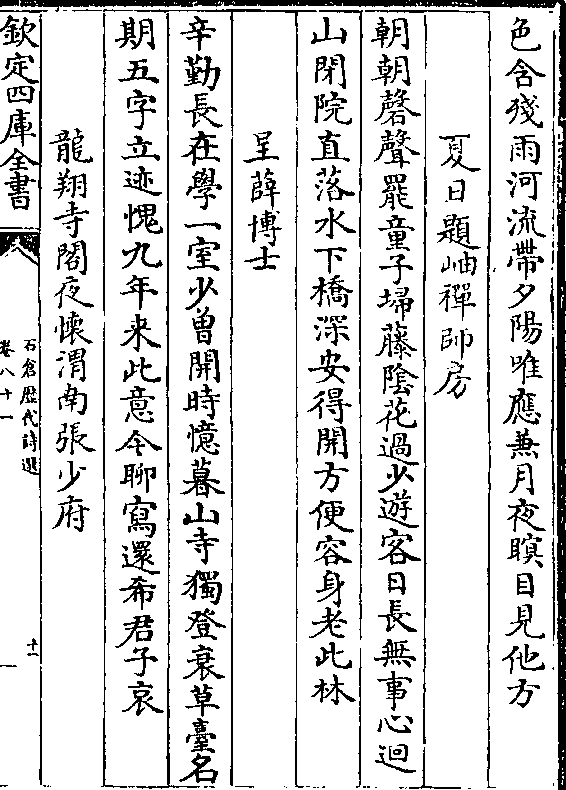 色含殘雨河流帶夕陽唯應兼月夜瞑目見他方
夏日題岫禪師房
朝朝磬聲罷童子埽藤陰花過少遊客日長無事心迴
山閉院直落水下橋深安得開方便容身老此林
呈薛博士
辛勤長在學一室少曾開時憶暮山寺獨登衰草臺名
期五字立迹愧九年来此意今聊寫還希君子哀
龍翔寺閣夜懷渭南張少府
欽定四庫全書
石倉歷代詩選
卷八十一
十一